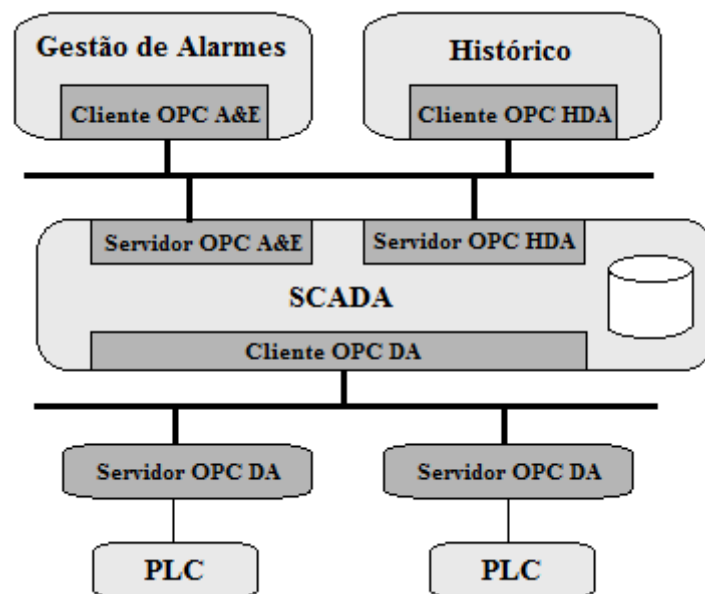 Gestão de Alarmes
Histórico
Cliente OPC A&E
Cliente OPC HDA
Servidor OPC A&E
Servidor OPC HDA
SCADA
Cliente OPC DA
Servidor OPC DA
Servidor OPC DA
PLC
PLC